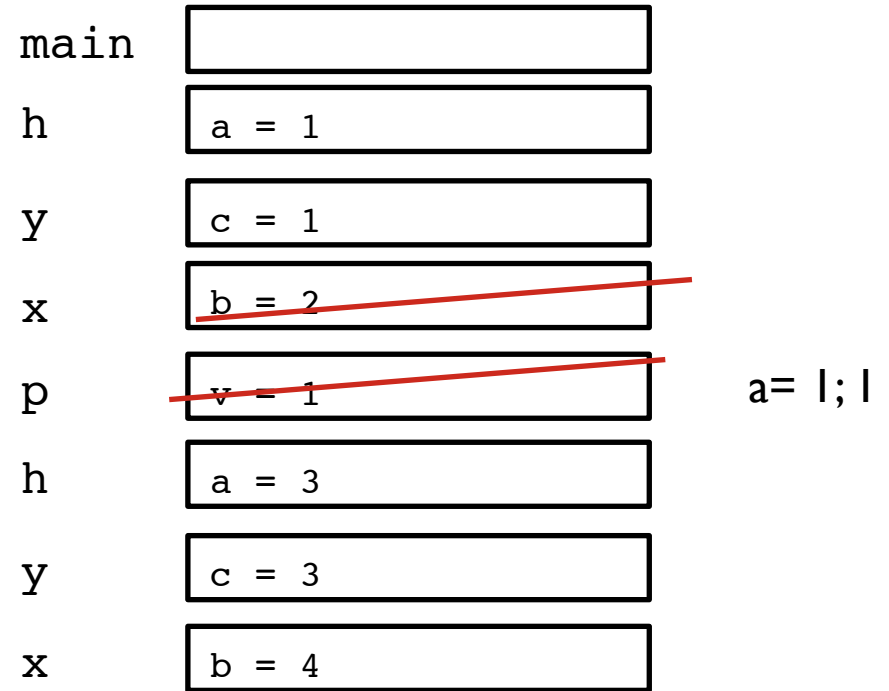 main
h a = 1
y c = 1
x b = 2
p v = 1 a= 1; 1
h a = 3
y c = 3
x b = 4